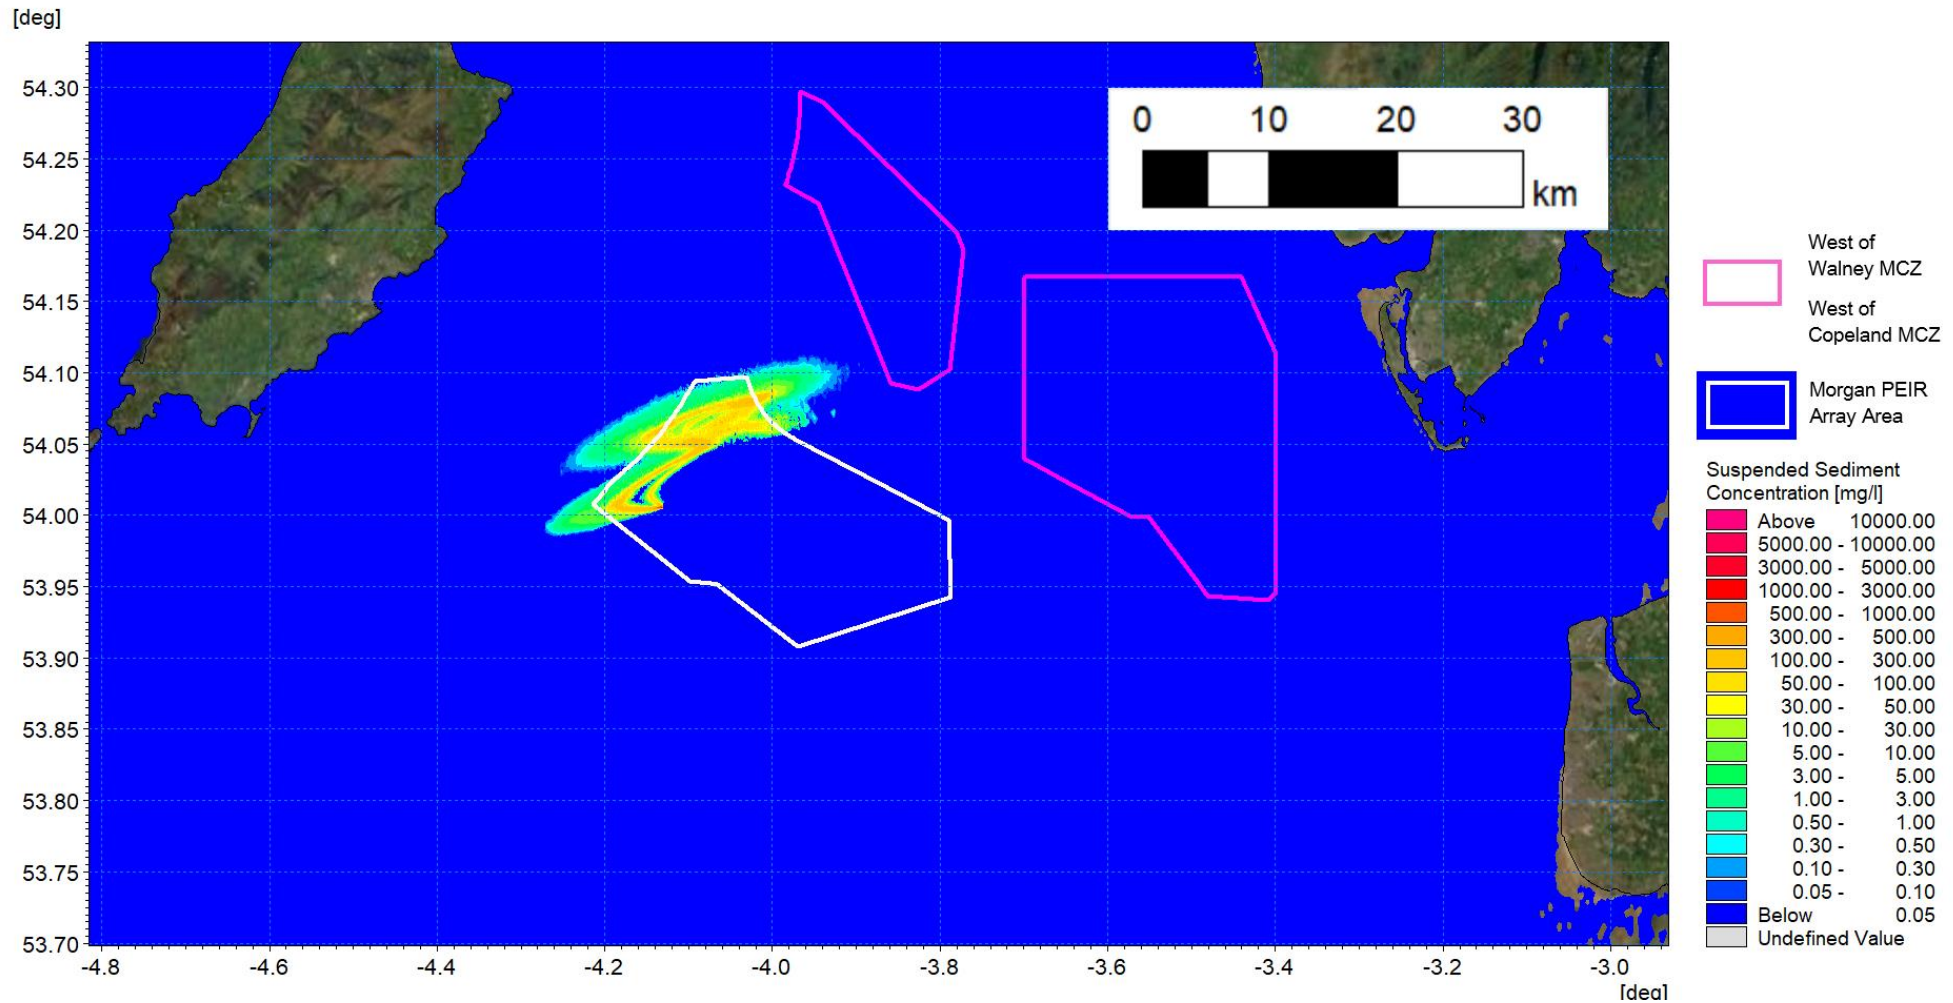 [deg]
54.30
54.25
54.20
54.15
54.10
54.05
54.00
53.95
53.90
53.85
53.80
53.75
53.70
-4.8 -4.6 -4.4 -4.2 -4.0 -3.8 -3.6 -3.4 -3.2 -3.0
[deg]
0 10 20 30
km
West of
Walney MCZ
West of
Copeland MCZ
Morgan PEIR
Array Area
Suspended Sediment
Concentration [mg/l]
Above 10000.00
5000.00 - 10000.00
3000.00 - 5000.00
1000.00 - 3000.00
500.00 - 1000.00
300.00 - 500.00
100.00 - 300.00
50.00 - 100.00
30.00 - 50.00
10.00 - 30.00
5.00 - 10.00
3.00 - 5.00
1.00 - 3.00
0.50 - 1.00
0.30 - 0.50
0.10 - 0.30
0.05 - 0.10
Below 0.05
Undefined Value